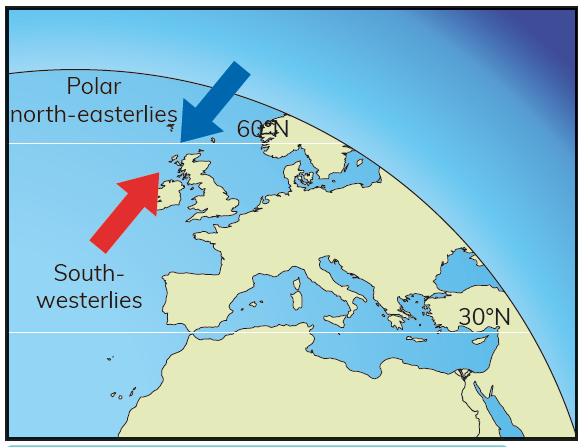 Polar
north-easterlies
60°N
South-
westerlies
30°N